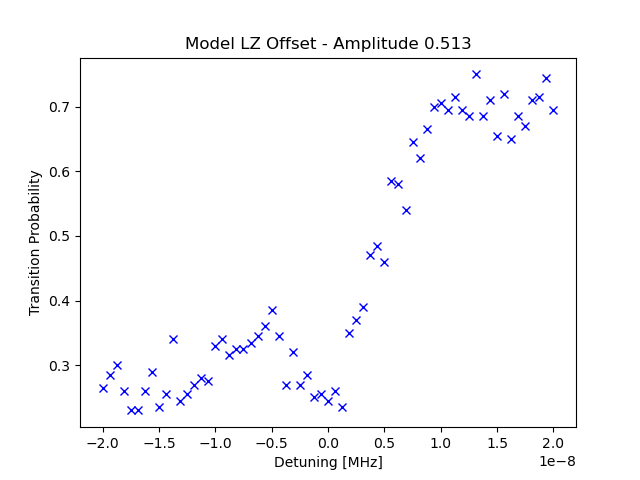 Model LZ Offset - Amplitude 0.513
Transition Probability
0.7
0.6
0.5
0.4
0.3
−2.0 −1.5 −1.0 −0.5 0.0 0.5 1.0 1.5 2.0
1e−8
Detuning [MHz]